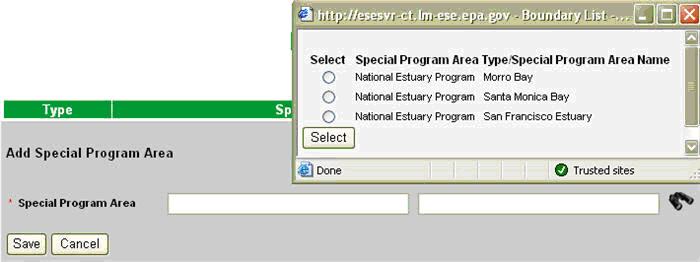 http://esesvr-ct.lm-ese.epa.gov - Boundary List -...
Select Special Program Area Type/Special Program Area Name
National Estuary Program Morro Bay
National Estuary Program Santa Monica Bay
National Estuary Program San Francisco Estuary
Select
Done Trusted sites
Type Sp
Add Special Program Area
* Special Program Area
Save Cancel